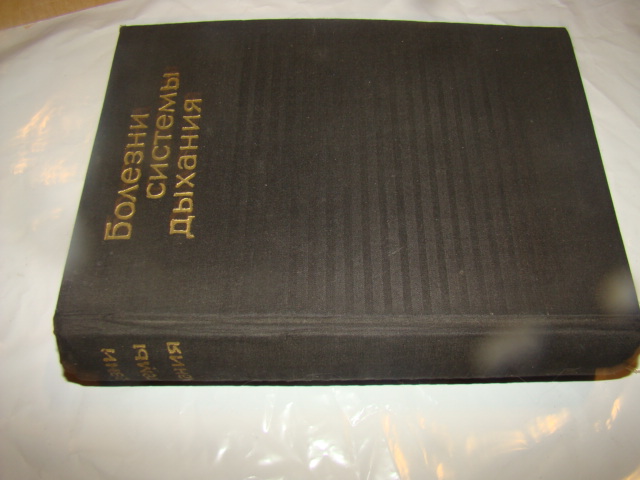 Болезни
системы
дыхания